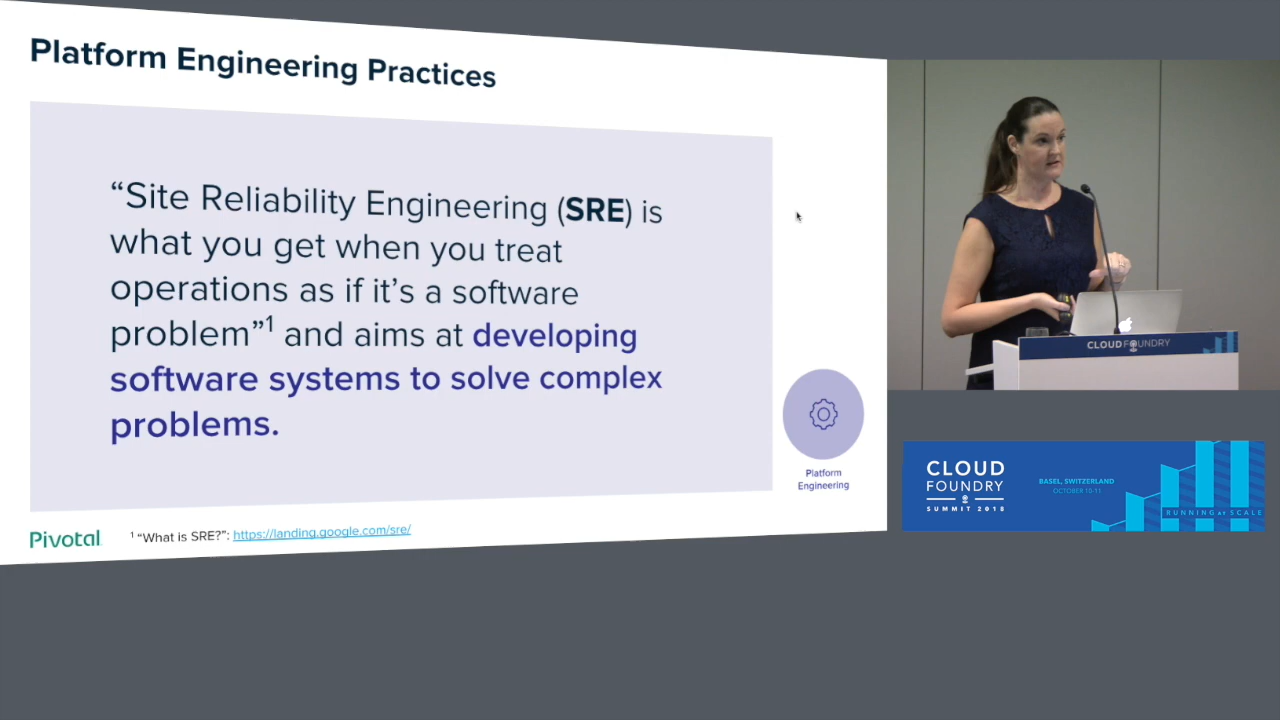 Platform Engineering Practices
“Site Reliability Engineering (SRE) is
what you get when you treat
operations as if it’s a software
problem”¹ and aims at developing
software systems to solve complex
problems.
Platform
Engineering
Pivotal
¹ “What is SRE?”: https://landing.google.com/sre/
CLOUD FOUNDRY
CLOUD
FOUNDRY
SUMMIT 2018
BASEL, SWITZERLAND
OCTOBER 10-11
RUNNING AT SCALE